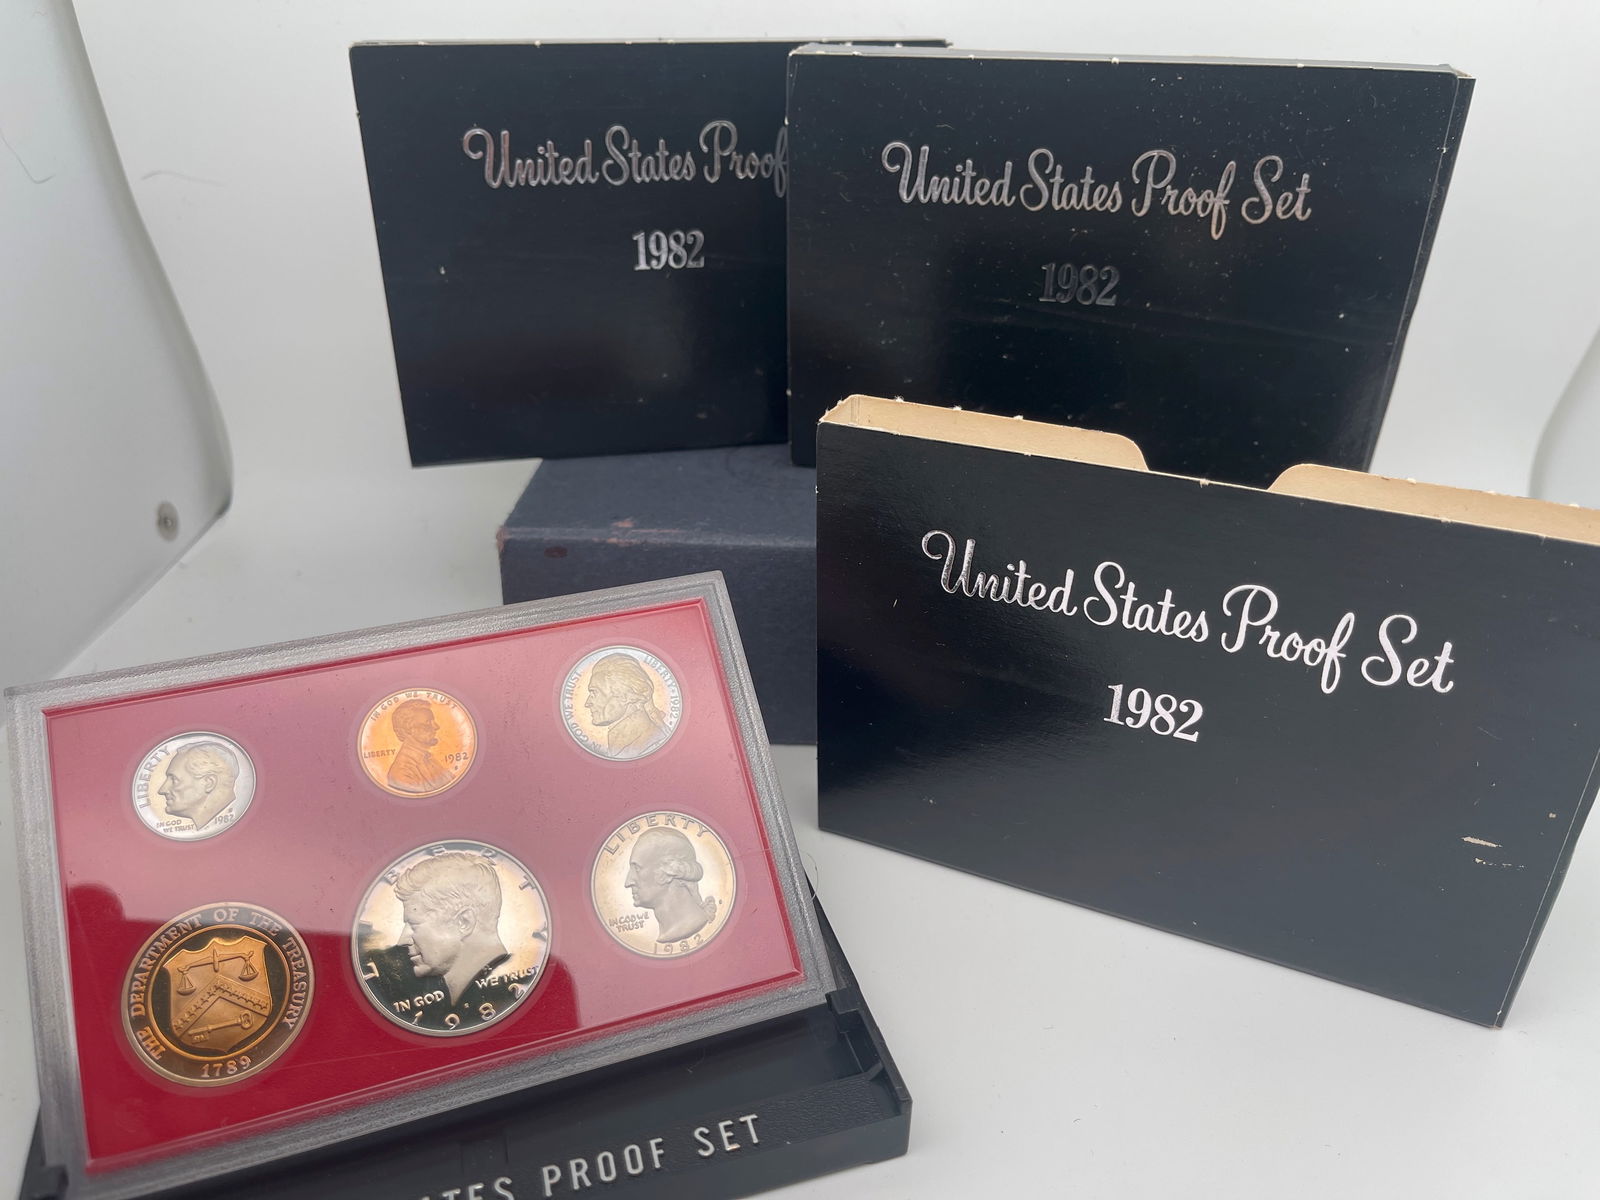 United States Proof
1982
United States Proof Set
1982
United States Proof Set
1982
LIBERTY
IN GOD
WE TRUST
1982
IN GOD WE TRUST
LIBERTY
1982
IN GOD WE TRUST
LIBERTY
1982
THE DEPARTMENT OF THE TREASURY
1789
LIBERTY
IN GOD WE TRUST
1982
LIBERTY
IN GOD WE
TRUST
1982
PROOF SET